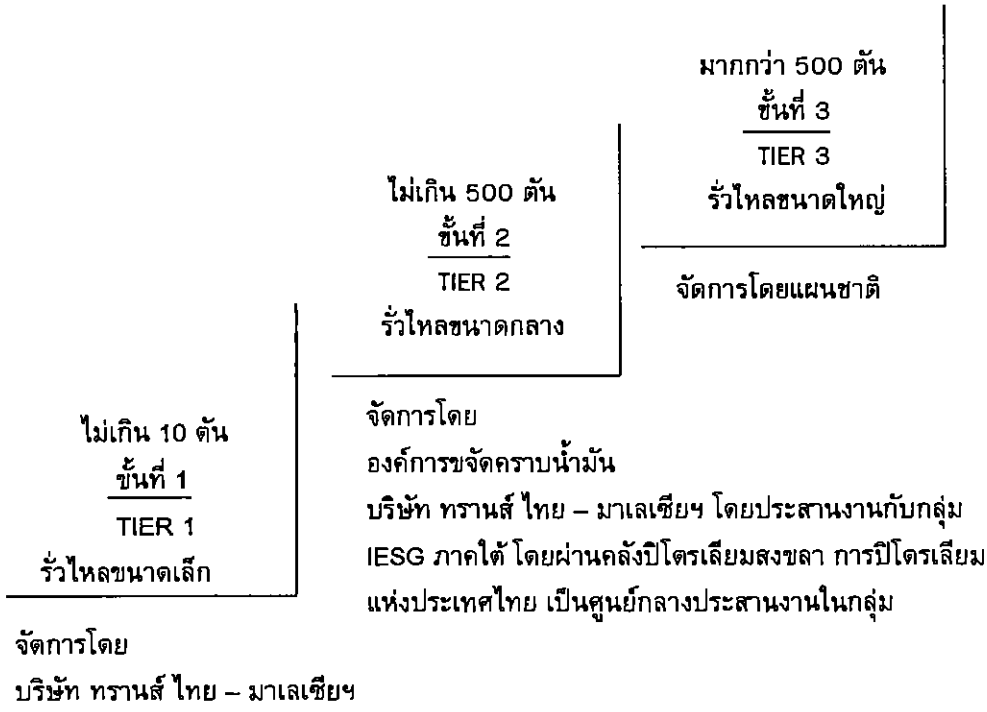 มากกว่า 500 ตัน
ขั้นที่ 3
TIER 3
รั่วไหลขนาดใหญ่
จัดการโดยแผนชาติ
ไม่เกิน 500 ตัน
ขั้นที่ 2
TIER 2
รั่วไหลขนาดกลาง
จัดการโดย
องค์การขจัดคราบน้ำมัน
บริษัท ทรานส์ ไทย – มาเลเซียฯ โดยประสานงานกับกลุ่ม
IESG ภาคใต้ โดยผ่านคลังปิโตรเลียมสงขลา การปิโตรเลียม
แห่งประเทศไทย เป็นศูนย์กลางประสานงานในกลุ่ม
ไม่เกิน 10 ตัน
ขั้นที่ 1
TIER 1
รั่วไหลขนาดเล็ก
จัดการโดย
บริษัท ทรานส์ ไทย – มาเลเซียฯ